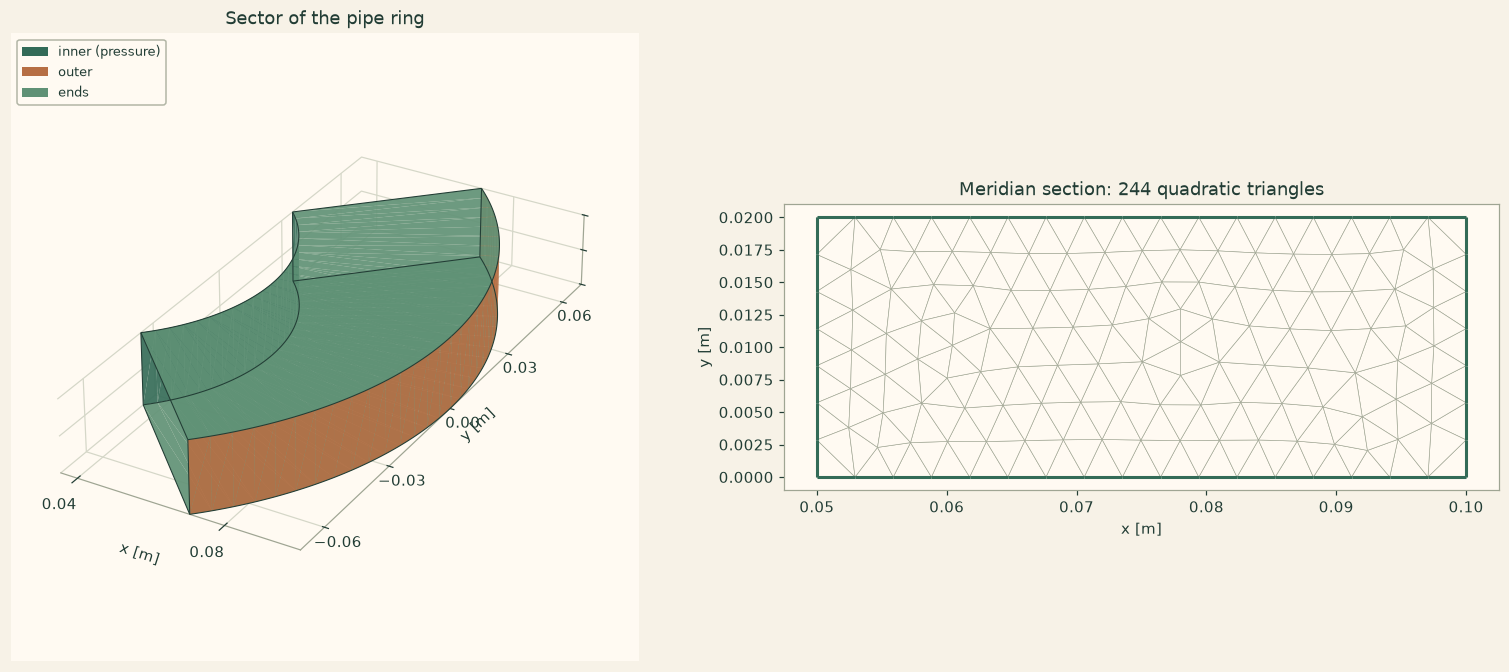 Sector of the pipe ring
inner (pressure)
outer
ends
0.06
0.03
0.00
y [m]
−0.03
−0.06
0.04
0.08
x [m]
Meridian section: 244 quadratic triangles
0.0200
0.0175
0.0150
0.0125
0.0100
0.0075
0.0050
0.0025
0.0000
y [m]
0.05 0.06 0.07 0.08 0.09 0.10
x [m]